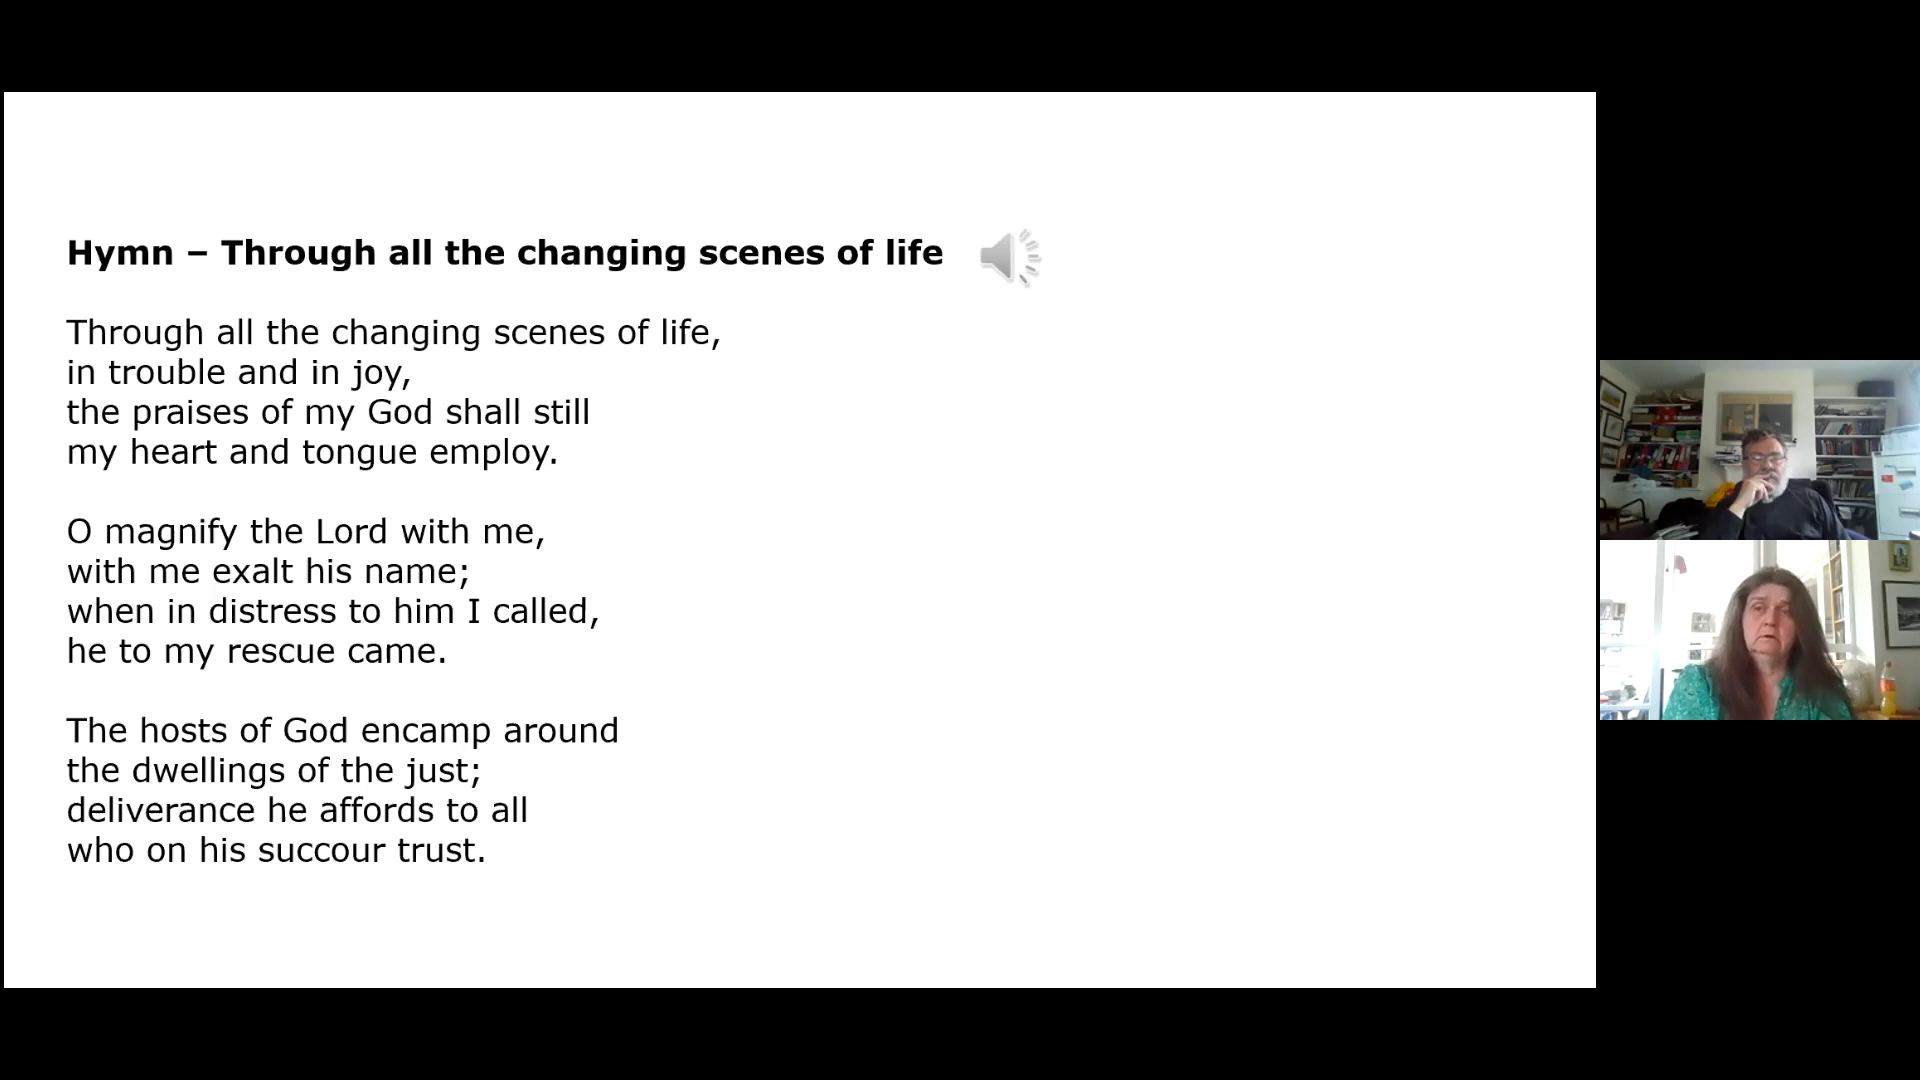 Hymn – Through all the changing scenes of life
Through all the changing scenes of life,
in trouble and in joy,
the praises of my God shall still
my heart and tongue employ.
O magnify the Lord with me,
with me exalt his name;
when in distress to him I called,
he to my rescue came.
The hosts of God encamp around
the dwellings of the just;
deliverance he affords to all
who on his succour trust.